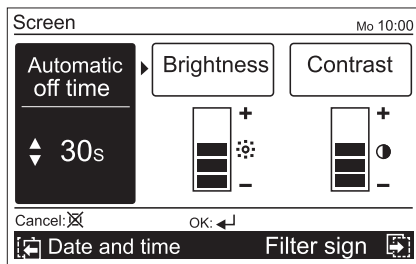 Screen Mo 10:00
Automatic off time
Brightness
Contrast
30s
+ +
- -
Cancel: OK:
Date and time Filter sign